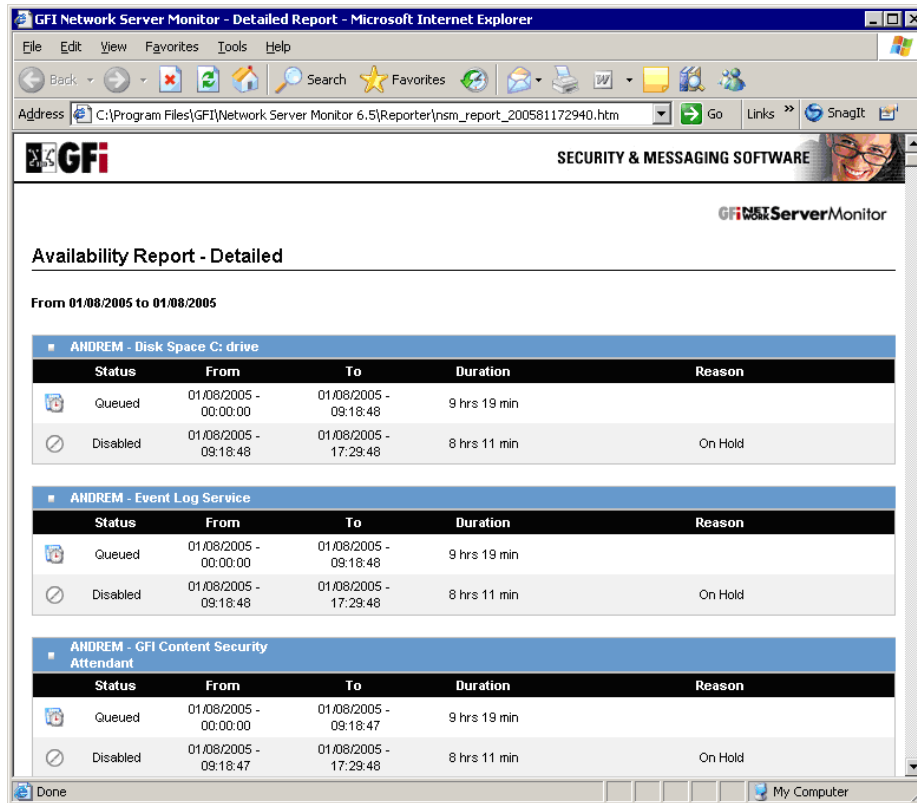 GFI Network Server Monitor - Detailed Report - Microsoft Internet Explorer
File Edit View Favorites Tools Help
Back Search Favorites
Address C:\Program Files\GFI\Network Server Monitor 6.5\Reporter\nsm_report_200581172940.htm Go Links » SnagIt
GFi SECURITY & MESSAGING SOFTWARE
GFi NETWORK ServerMonitor
Availability Report - Detailed
From 01/08/2005 to 01/08/2005
ANDREM - Disk Space C: drive
Status From To Duration Reason
Queued 01/08/2005 - 00:00:00 01/08/2005 - 09:18:48 9 hrs 19 min
Disabled 01/08/2005 - 09:18:48 01/08/2005 - 17:29:48 8 hrs 11 min On Hold
ANDREM - Event Log Service
Status From To Duration Reason
Queued 01/08/2005 - 00:00:00 01/08/2005 - 09:18:48 9 hrs 19 min
Disabled 01/08/2005 - 09:18:48 01/08/2005 - 17:29:48 8 hrs 11 min On Hold
ANDREM - GFI Content Security
Attendant
Status From To Duration Reason
Queued 01/08/2005 - 00:00:00 01/08/2005 - 09:18:47 9 hrs 19 min
Disabled 01/08/2005 - 09:18:47 01/08/2005 - 17:29:48 8 hrs 11 min On Hold
Done My Computer